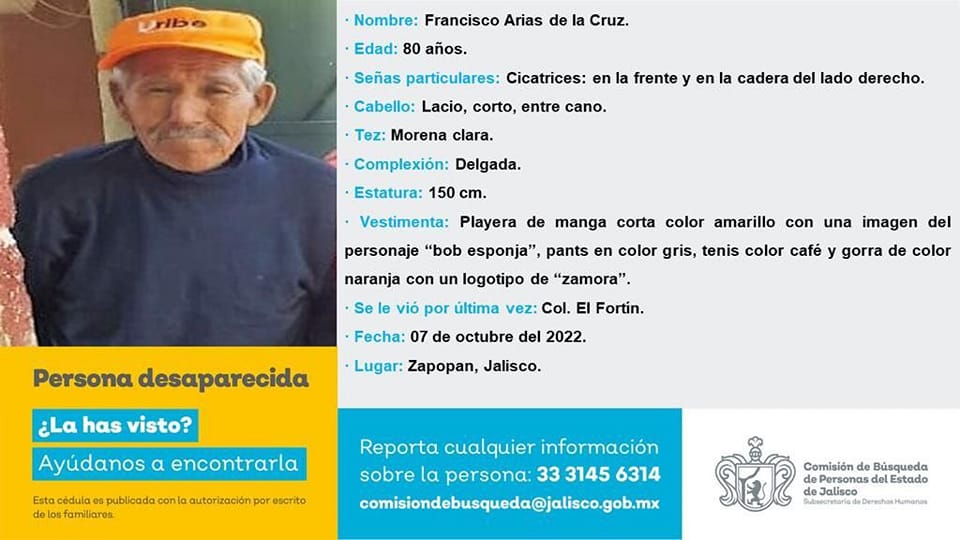 Uribe
· Nombre: Francisco Arias de la Cruz.
· Edad: 80 años.
· Señas particulares: Cicatrices: en la frente y en la cadera del lado derecho.
· Cabello: Lacio, corto, entre cano.
· Tez: Morena clara.
· Complexión: Delgada.
· Estatura: 150 cm.
· Vestimenta: Playera de manga corta color amarillo con una imagen del
personaje “bob esponja”, pants en color gris, tenis color café y gorra de color
naranja con un logotipo de “zamora”.
· Se le vió por última vez: Col. El Fortín.
· Fecha: 07 de octubre del 2022.
· Lugar: Zapopan, Jalisco.
Persona desaparecida
¿La has visto?
Ayúdanos a encontrarla
Esta cédula es publicada con la autorización por escrito
de los familiares.
Reporta cualquier información
sobre la persona: 33 3145 6314
comisiondebusqueda@jalisco.gob.mx
Comisión de Búsqueda
de Personas del Estado
de Jalisco
Subsecretaría de Derechos Humanos